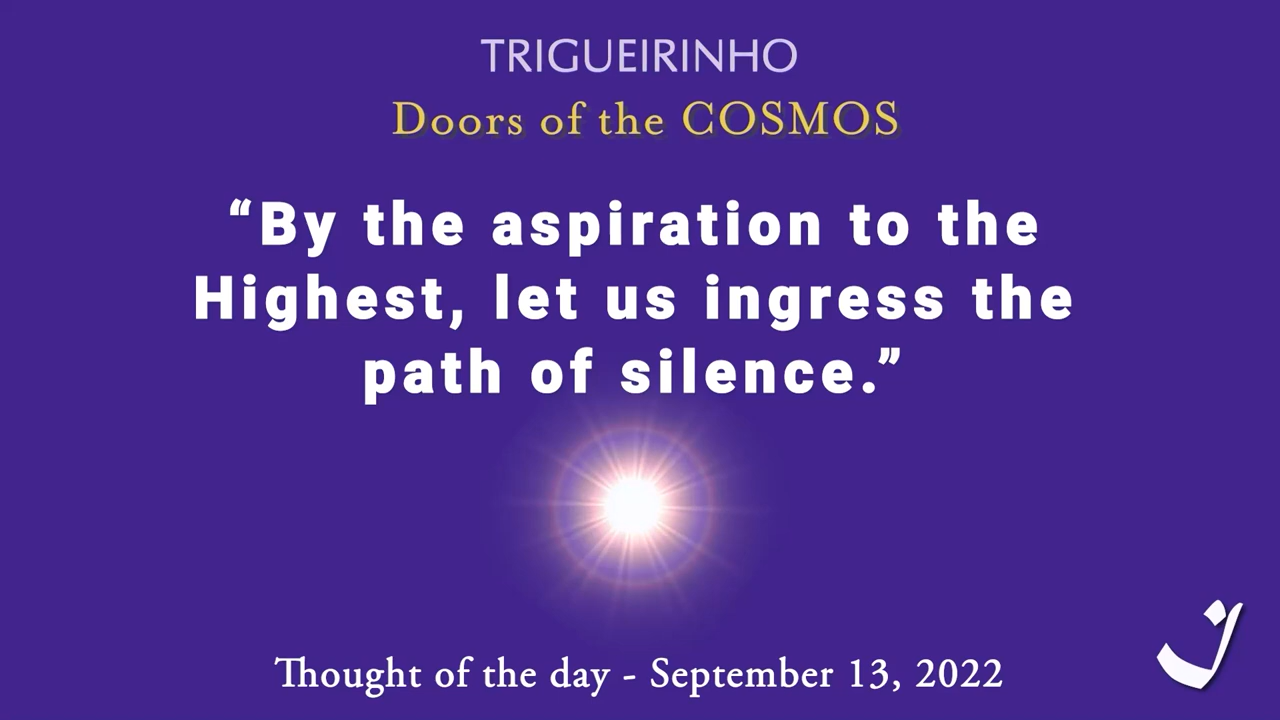 TRIGUEIRINHO
Doors of the COSMOS
“By the aspiration to the
Highest, let us ingress the
path of silence.”
Thought of the day - September 13, 2022